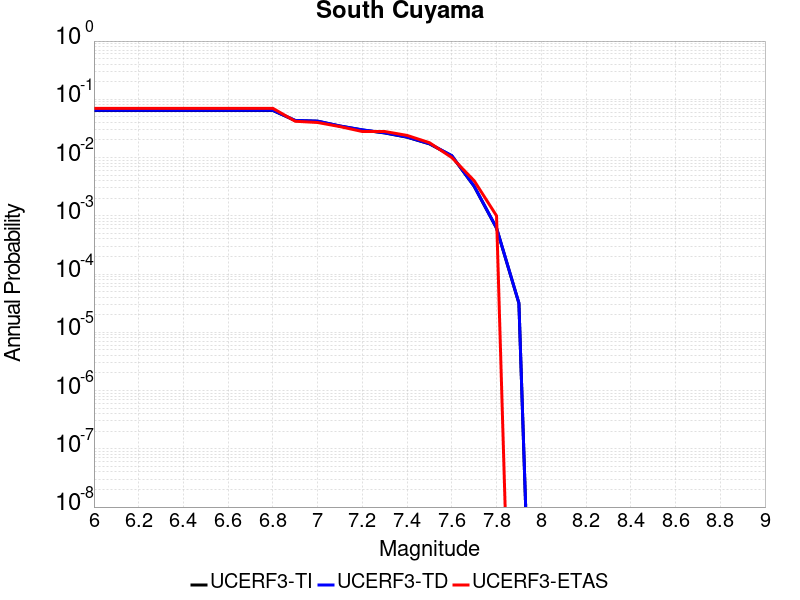 South Cuyama
10^0
10^-1
10^-2
10^-3
10^-4
10^-5
10^-6
10^-7
10^-8
Annual Probability
6 6.2 6.4 6.6 6.8 7 7.2 7.4 7.6 7.8 8 8.2 8.4 8.6 8.8 9
Magnitude
UCERF3-TI UCERF3-TD UCERF3-ETAS